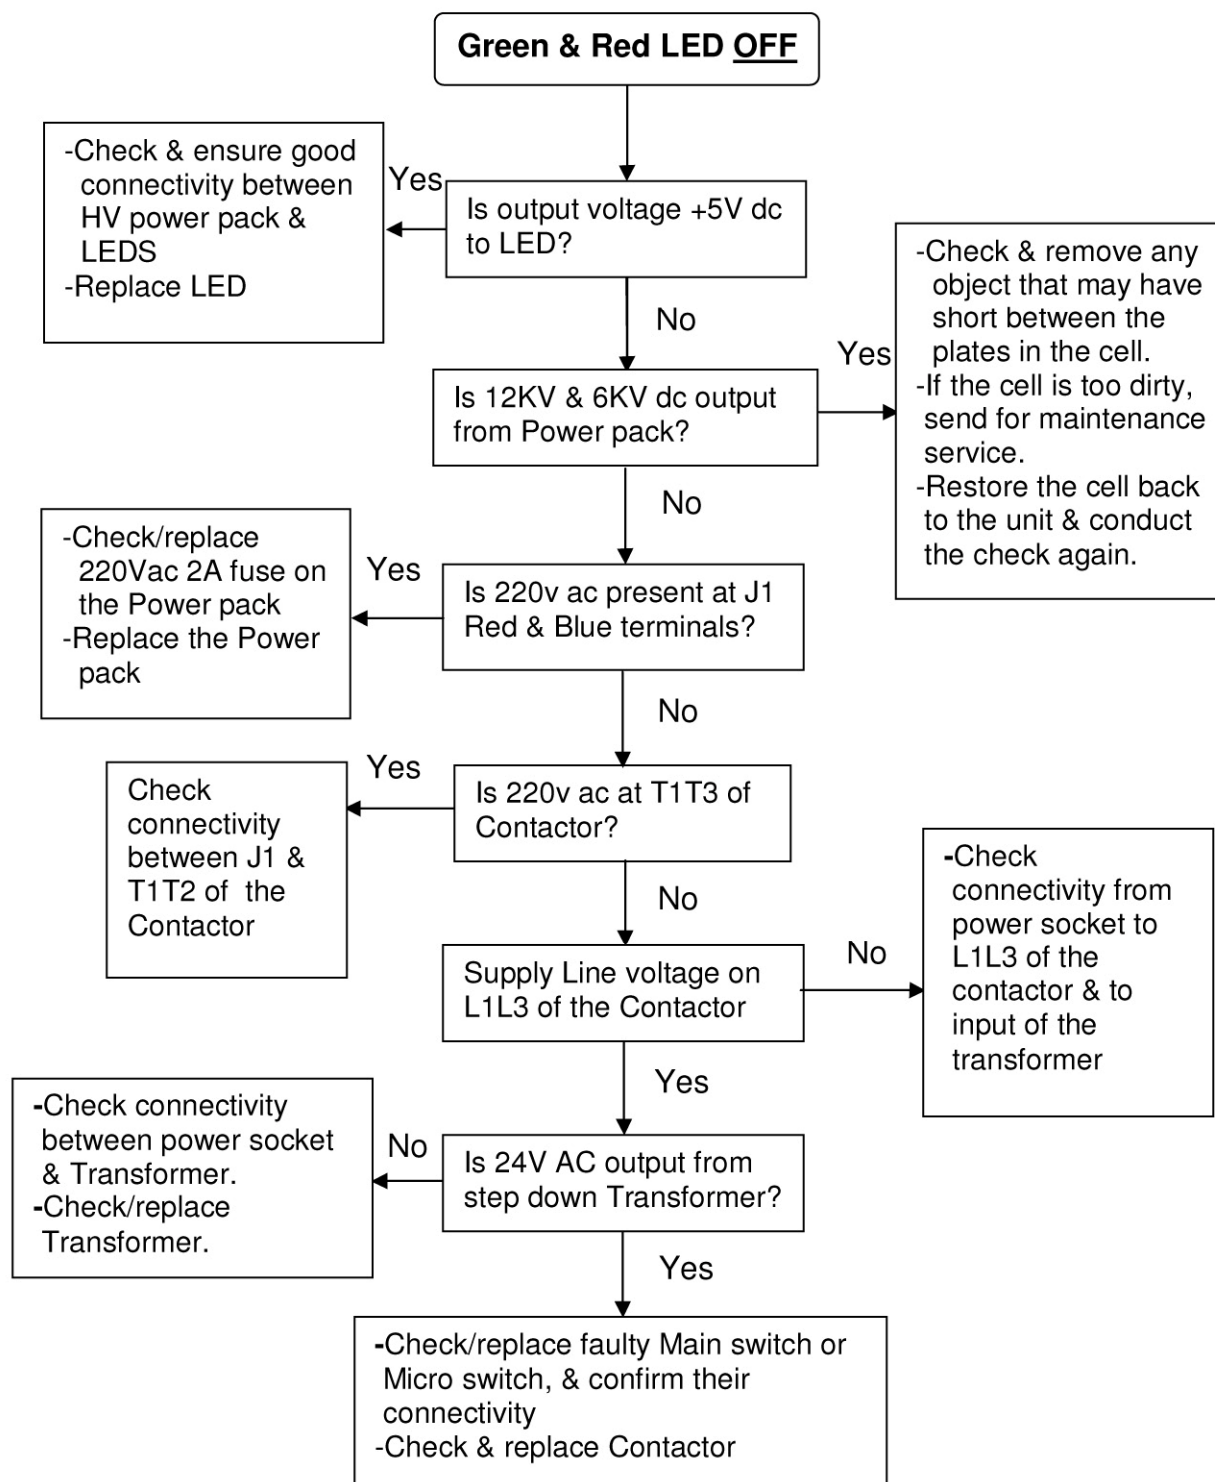 Green & Red LED OFF
-Check & ensure good
connectivity between
HV power pack &
LEDS
-Replace LED
Yes
Is output voltage +5V dc
to LED?
No
-Check & remove any
object that may have
short between the
plates in the cell.
-If the cell is too dirty,
send for maintenance
service.
-Restore the cell back
to the unit & conduct
the check again.
Yes
Is 12KV & 6KV dc output
from Power pack?
No
-Check/replace
220Vac 2A fuse on
the Power pack
-Replace the Power
pack
Yes
Is 220v ac present at J1
Red & Blue terminals?
No
Check
connectivity
between J1 &
T1T2 of  the
Contactor
Yes
Is 220v ac at T1T3 of
Contactor?
No
-Check
connectivity from
power socket to
L1L3 of the
contactor & to
input of the
transformer
No
Supply Line voltage on
L1L3 of the Contactor
Yes
-Check connectivity
between power socket
& Transformer.
-Check/replace
Transformer.
No
Is 24V AC output from
step down Transformer?
Yes
-Check/replace faulty Main switch or
Micro switch, & confirm their
connectivity
-Check & replace Contactor